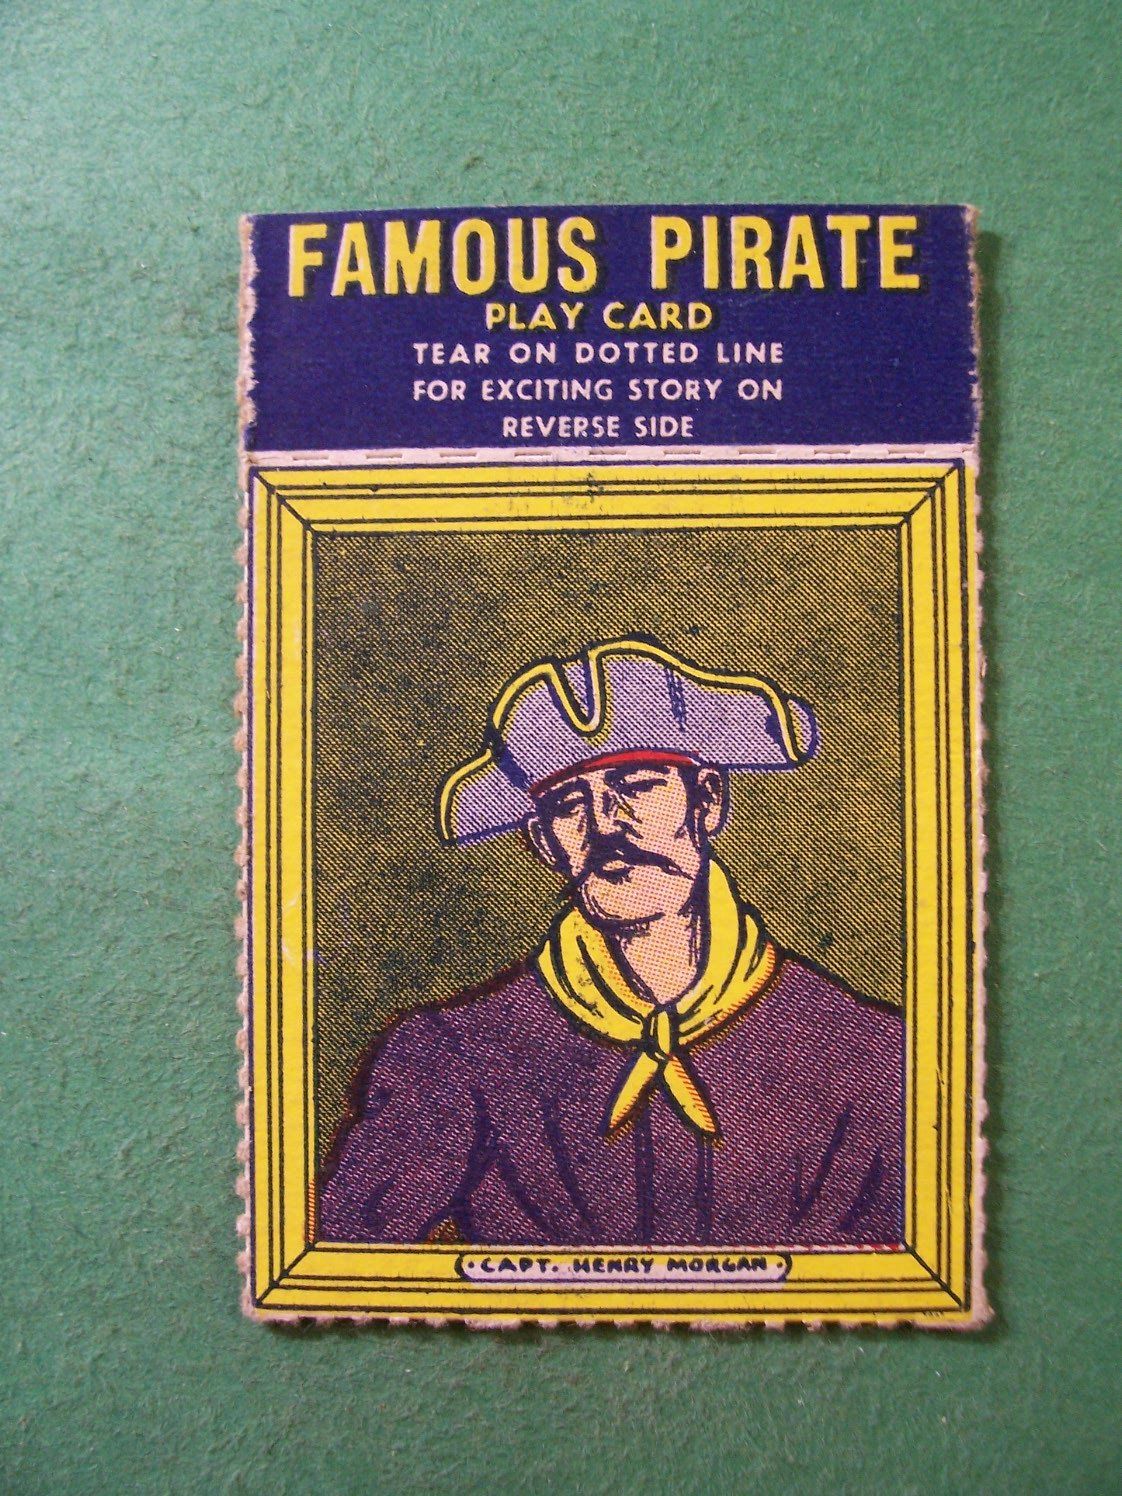 FAMOUS PIRATE
PLAY CARD
TEAR ON DOTTED LINE
FOR EXCITING STORY ON
REVERSE SIDE
· CAPT. HENRY MORGAN ·